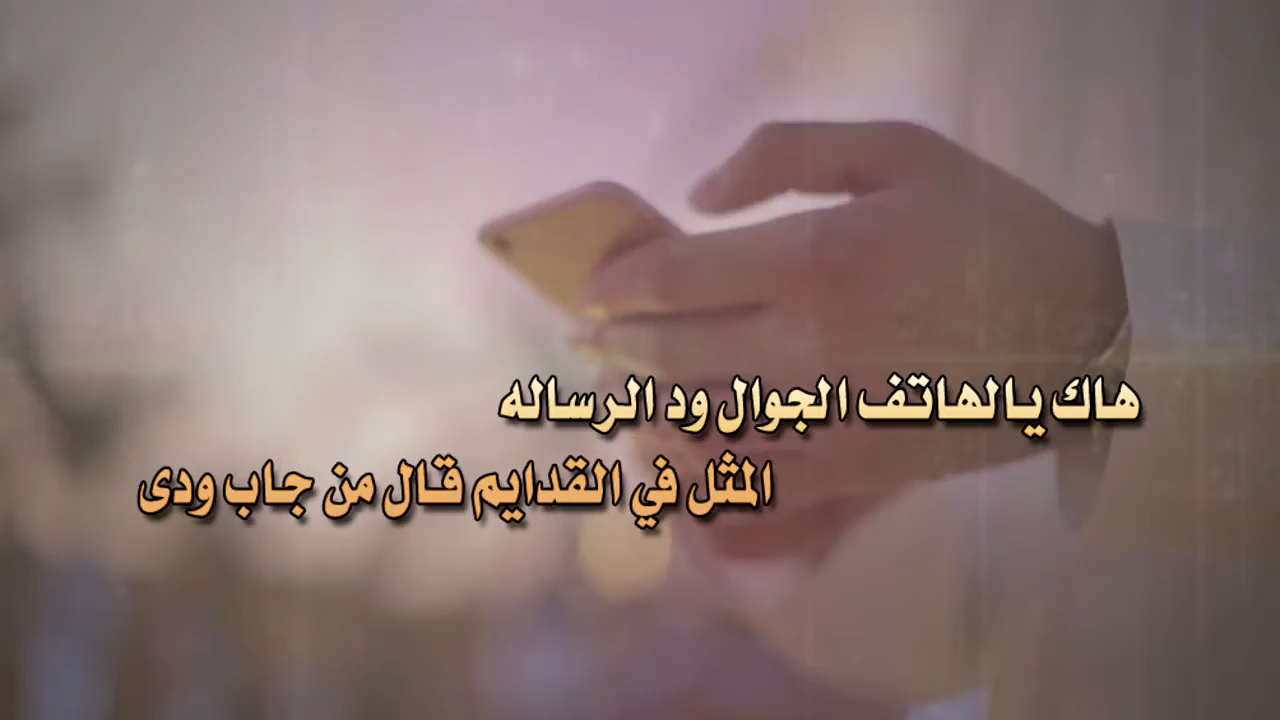 هاك يالهاتف الجوال ود الرساله
المثل في القدايم قال من جاب ودى